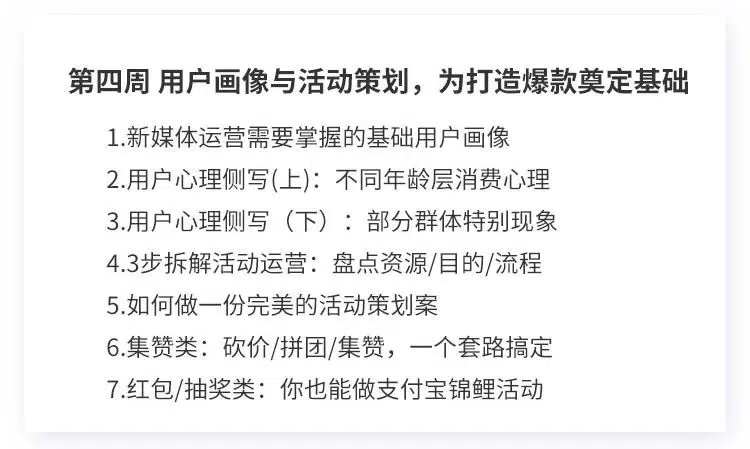 第四周 用户画像与活动策划，为打造爆款奠定基础
1.新媒体运营需要掌握的基础用户画像
2.用户心理侧写(上)：不同年龄层消费心理
3.用户心理侧写（下）：部分群体特别现象
4.3步拆解活动运营：盘点资源/目的/流程
5.如何做一份完美的活动策划案
6.集赞类：砍价/拼团/集赞，一个套路搞定
7.红包/抽奖类：你也能做支付宝锦鲤活动